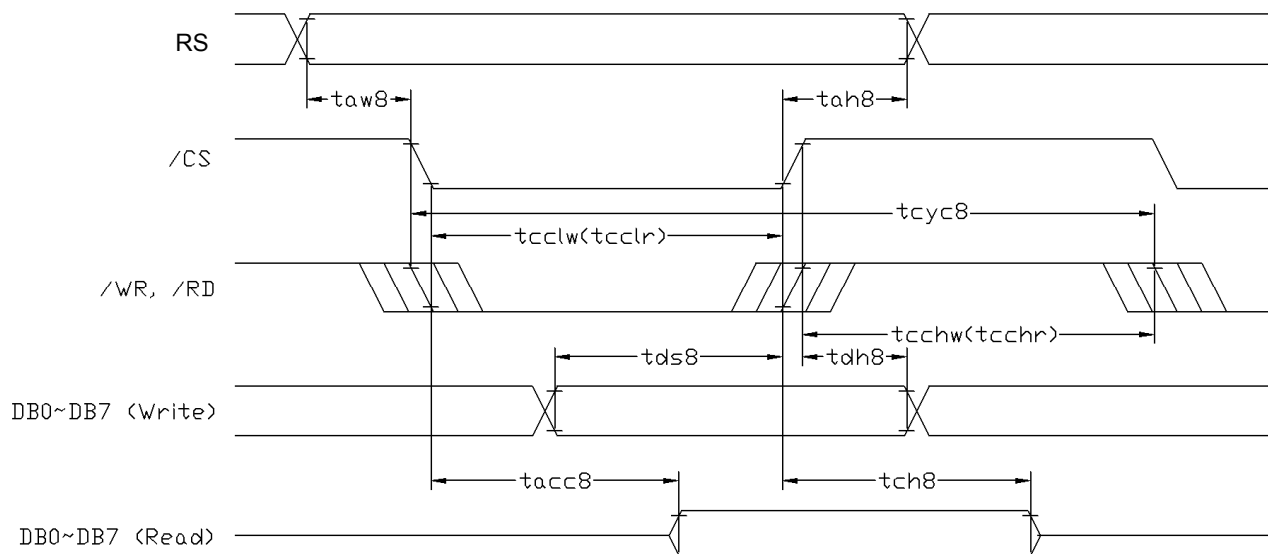 RS
taw8
tah8
/CS
tcyc8
tcclw(tcclr)
/WR, /RD
tcchw(tcchr)
tds8
tdh8
DB0~DB7 (Write)
tacc8
tch8
DB0~DB7 (Read)